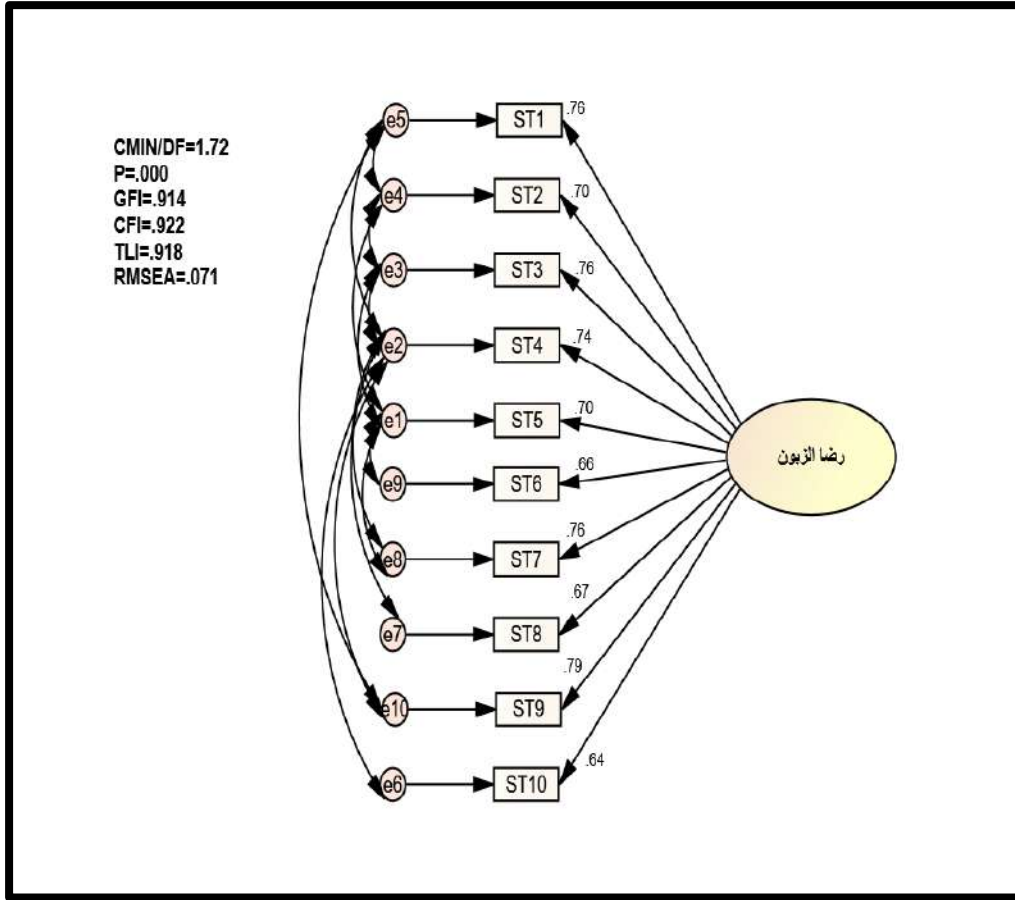 CMIN/DF=1.72
P=.000
GFI=.914
CFI=.922
TLI=.918
RMSEA=.071
e5 ST1 .76
e4 ST2 .70
e3 ST3 .76
e2 ST4 .74
e1 ST5 .70
رضا الزبون
e9 ST6 .66
e8 ST7 .76
e7 ST8 .67
e10 ST9 .79
e6 ST10 .64